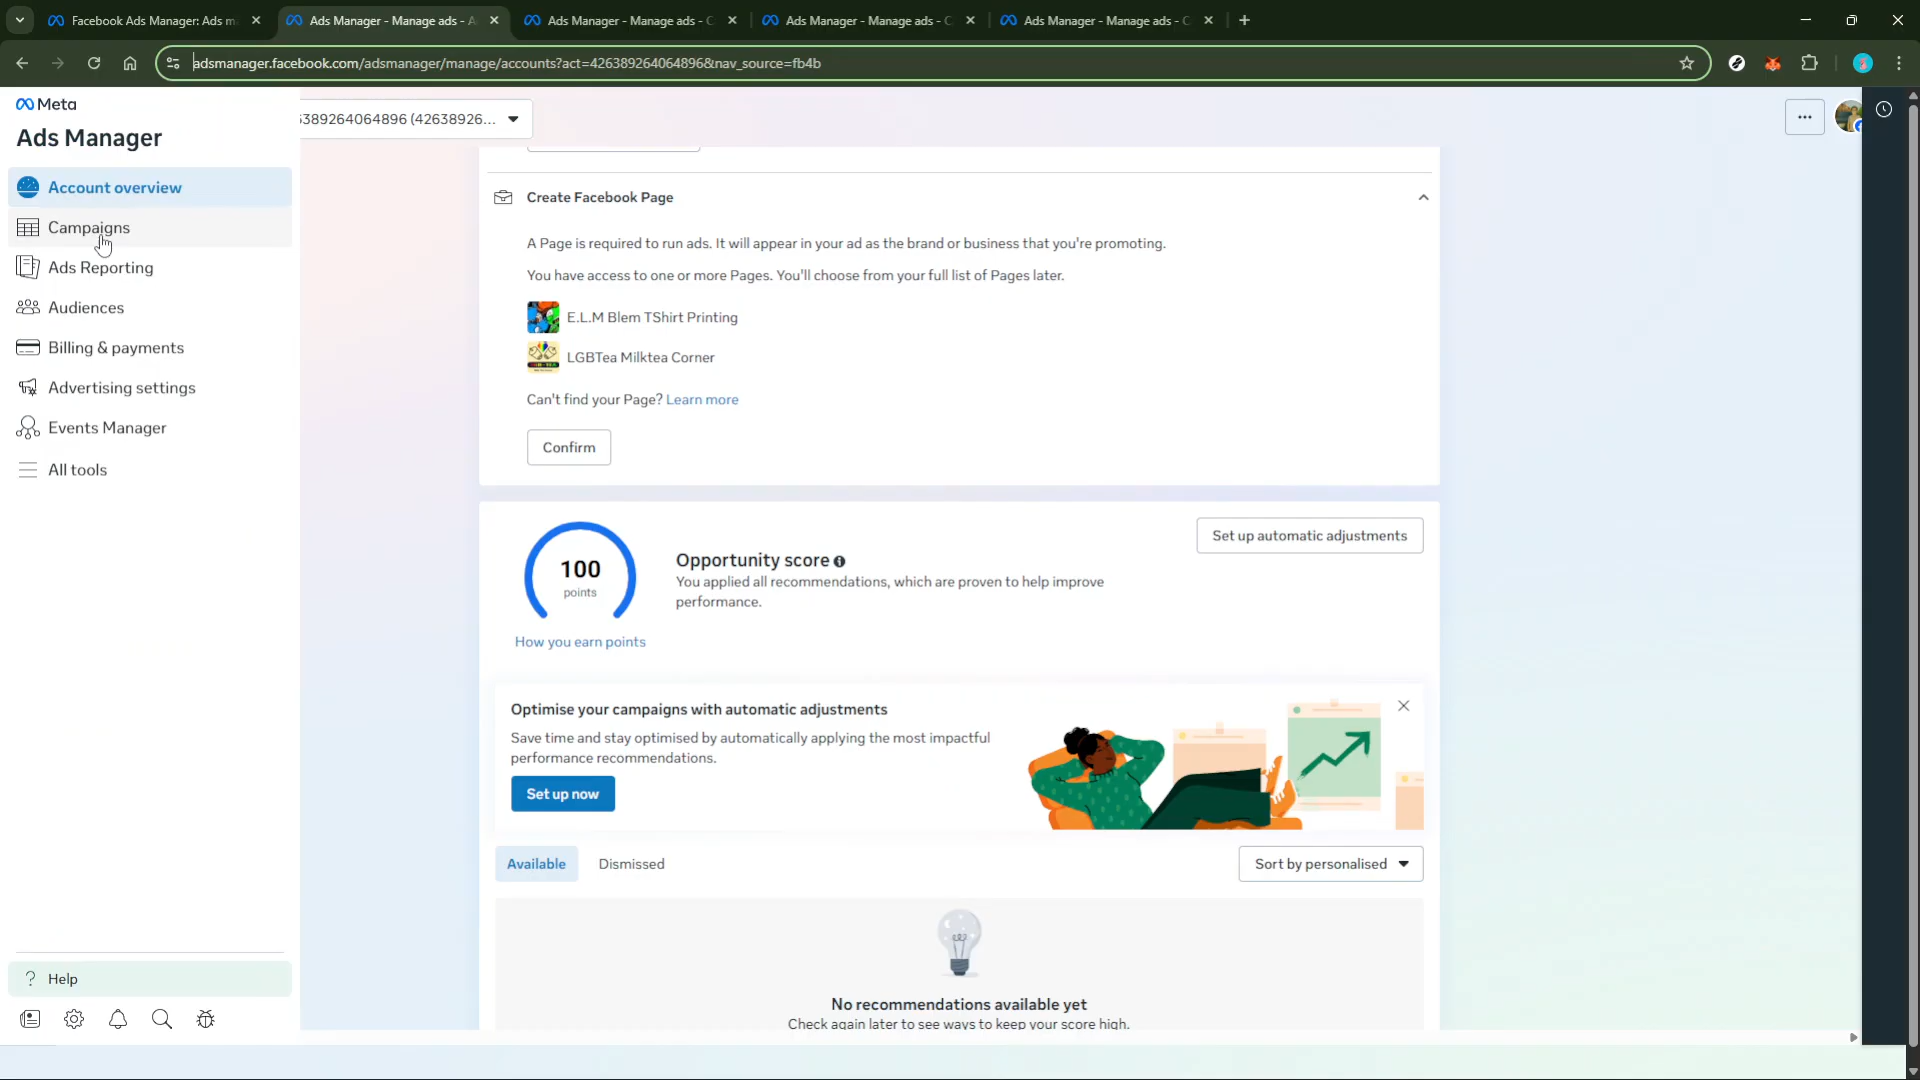 Facebook Ads Manager: Ads m
Ads Manager - Manage ads - A
Ads Manager - Manage ads - C
Ads Manager - Manage ads - C
Ads Manager - Manage ads - C
adsmanager.facebook.com/adsmanager/manage/accounts?act=426389264064896&nav_source=fb4b
Meta
Ads Manager
389264064896 (42638926...
Account overview
Campaigns
Ads Reporting
Audiences
Billing & payments
Advertising settings
Events Manager
All tools
Help
Create Facebook Page
A Page is required to run ads. It will appear in your ad as the brand or business that you're promoting.
You have access to one or more Pages. You'll choose from your full list of Pages later.
E.L.M Blem TShirt Printing
LGBTea Milktea Corner
Can't find your Page? Learn more
Confirm
100
points
How you earn points
Opportunity score
You applied all recommendations, which are proven to help improve
performance.
Set up automatic adjustments
Optimise your campaigns with automatic adjustments
Save time and stay optimised by automatically applying the most impactful
performance recommendations.
Set up now
Available
Dismissed
Sort by personalised
No recommendations available yet
Check again later to see ways to keep your score high.